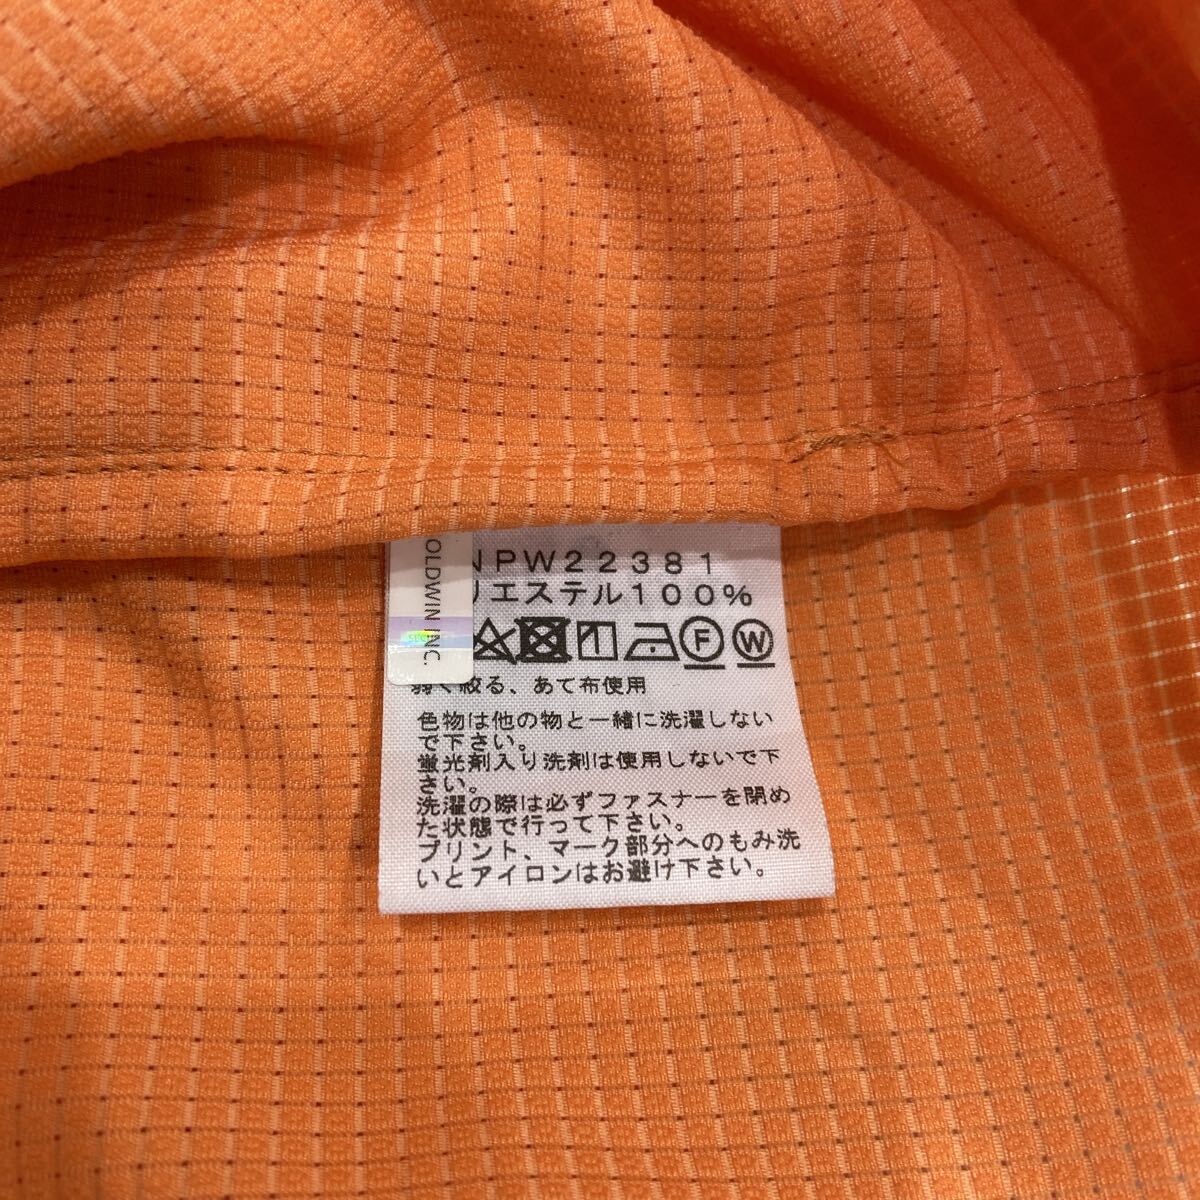 NPW22381
リエステル100%
F W
弱く絞る、あて布使用
色物は他の物と一緒に洗濯しない
で下さい。
蛍光剤入り洗剤は使用しないで下
さい。
洗濯の際は必ずファスナーを閉めた
た状態で行って下さい。
プリント、マーク部分へのもみ洗
いとアイロンはお避け下さい。
OLDWIN INC.